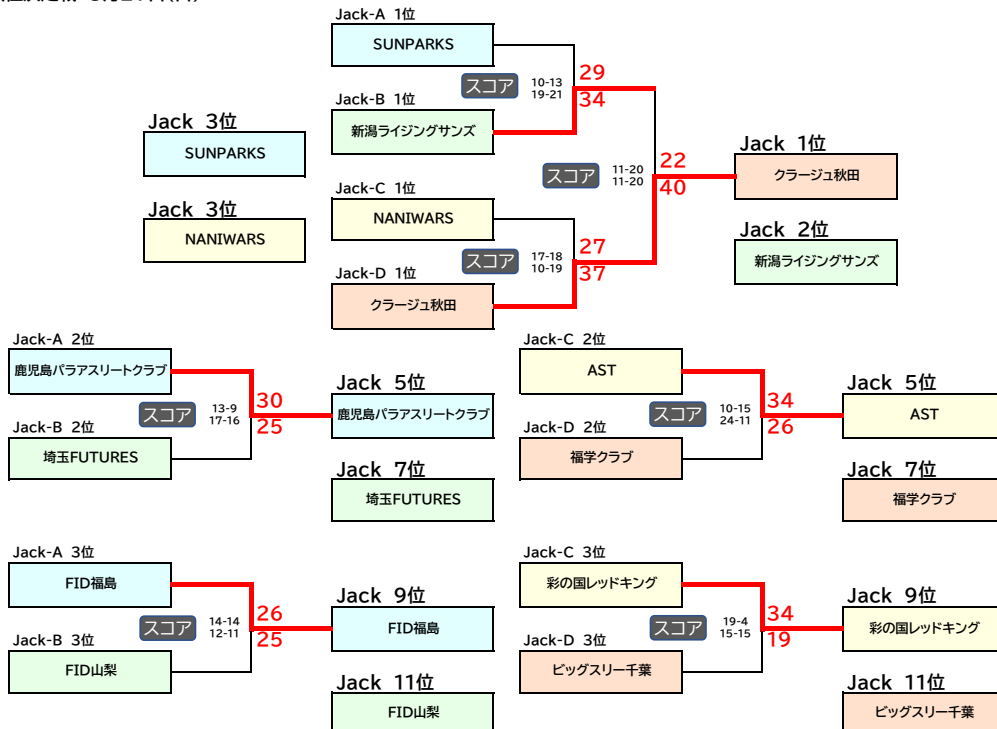 Jack-A 1位
SUNPARKS
スコア
10-13
19-21
29
34
Jack-B 1位
新潟ライジングサンズ
Jack 3位
SUNPARKS
Jack 3位
NANIWARS
スコア
11-20
11-20
22
40
Jack 1位
クラージュ秋田
Jack 2位
新潟ライジングサンズ
Jack-C 1位
NANIWARS
スコア
17-18
10-19
27
37
Jack-D 1位
クラージュ秋田
Jack-A 2位
鹿児島パラアスリートクラブ
スコア
13-9
17-16
30
25
Jack-B 2位
埼玉FUTURES
Jack 5位
鹿児島パラアスリートクラブ
Jack 7位
埼玉FUTURES
Jack-C 2位
AST
スコア
10-15
24-11
34
26
Jack-D 2位
福学クラブ
Jack 5位
AST
Jack 7位
福学クラブ
Jack-A 3位
FID福島
スコア
14-14
12-11
26
25
Jack-B 3位
FID山梨
Jack 9位
FID福島
Jack 11位
FID山梨
Jack-C 3位
彩の国レッドキング
スコア
19-4
15-15
34
19
Jack-D 3位
ビッグスリー千葉
Jack 9位
彩の国レッドキング
Jack 11位
ビッグスリー千葉